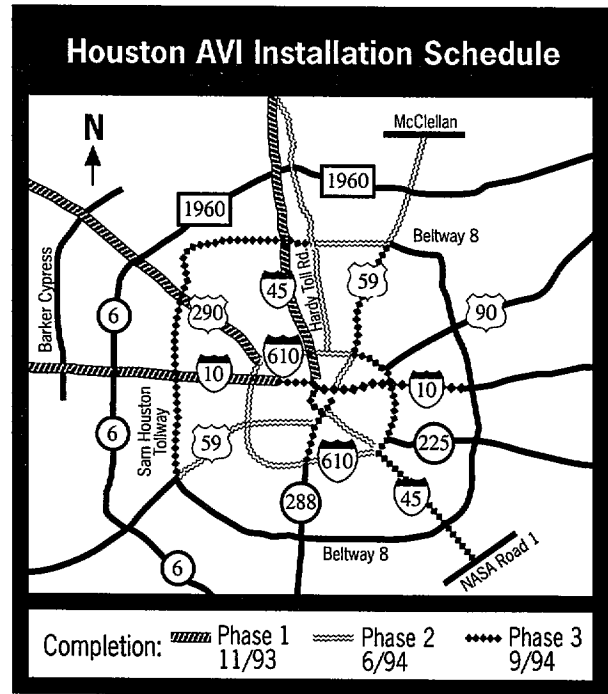 Houston AVI Installation Schedule
McClellan
N
1960
1960
Beltway 8
Barker Cypress
Hardy Toll Rd.
45
59
6
290
90
610
10
10
Sam Houston
Tollway
6
59
225
610
45
288
Beltway 8
NASA Road 1
6
Completion:
Phase 1
11/93
Phase 2
6/94
Phase 3
9/94